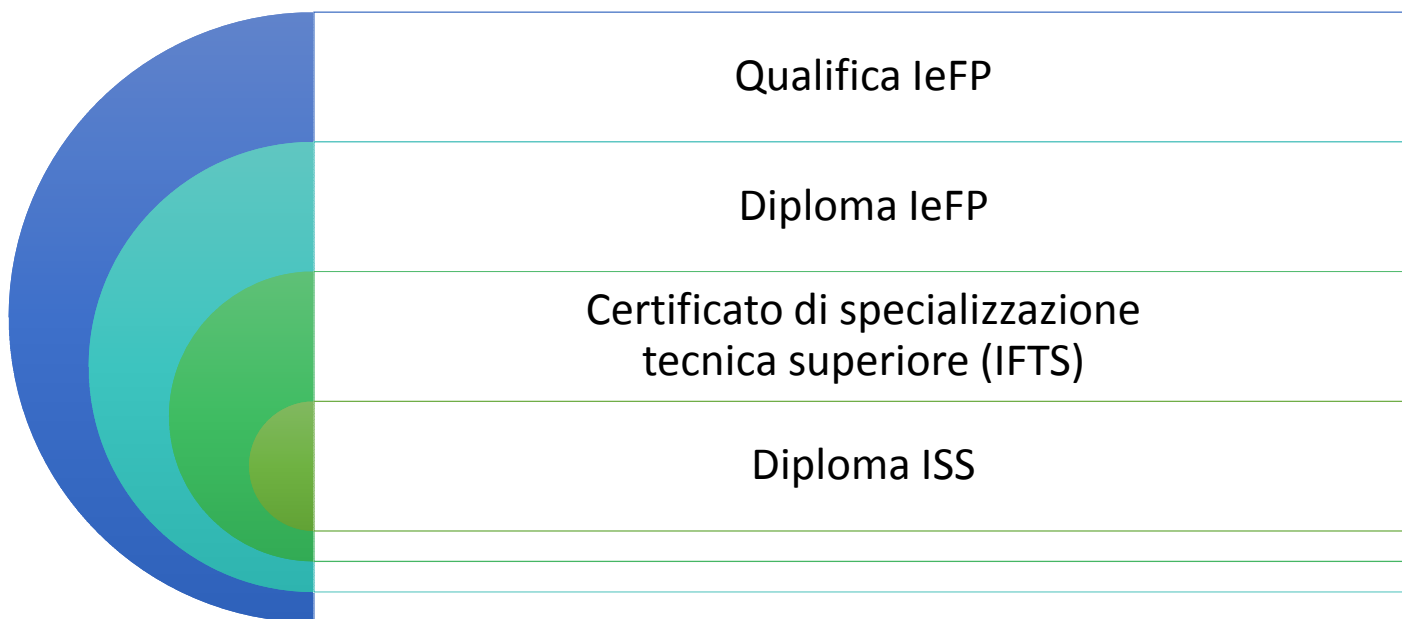 Qualifica IeFP
Diploma IeFP
Certificato di specializzazione
tecnica superiore (IFTS)
Diploma ISS